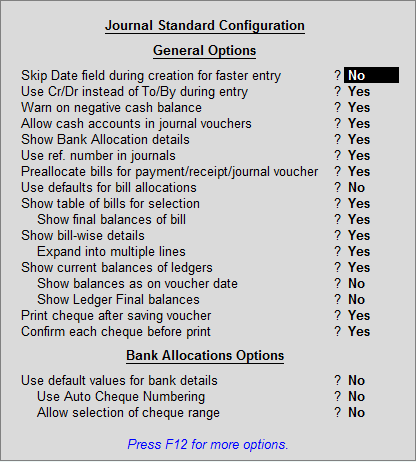 Journal Standard Configuration
General Options
Skip Date field during creation for faster entry ? No
Use Cr/Dr instead of To/By during entry ? Yes
Warn on negative cash balance ? Yes
Allow cash accounts in journal vouchers ? Yes
Show Bank Allocation details ? Yes
Use ref. number in journals ? Yes
Preallocate bills for payment/receipt/journal voucher ? Yes
Use defaults for bill allocations ? No
Show table of bills for selection ? Yes
Show final balances of bill ? Yes
Show bill-wise details ? Yes
Expand into multiple lines ? Yes
Show current balances of ledgers ? Yes
Show balances as on voucher date ? No
Show Ledger Final balances ? No
Print cheque after saving voucher ? Yes
Confirm each cheque before print ? Yes
Bank Allocations Options
Use default values for bank details ? No
Use Auto Cheque Numbering ? No
Allow selection of cheque range ? No
Press F12 for more options.